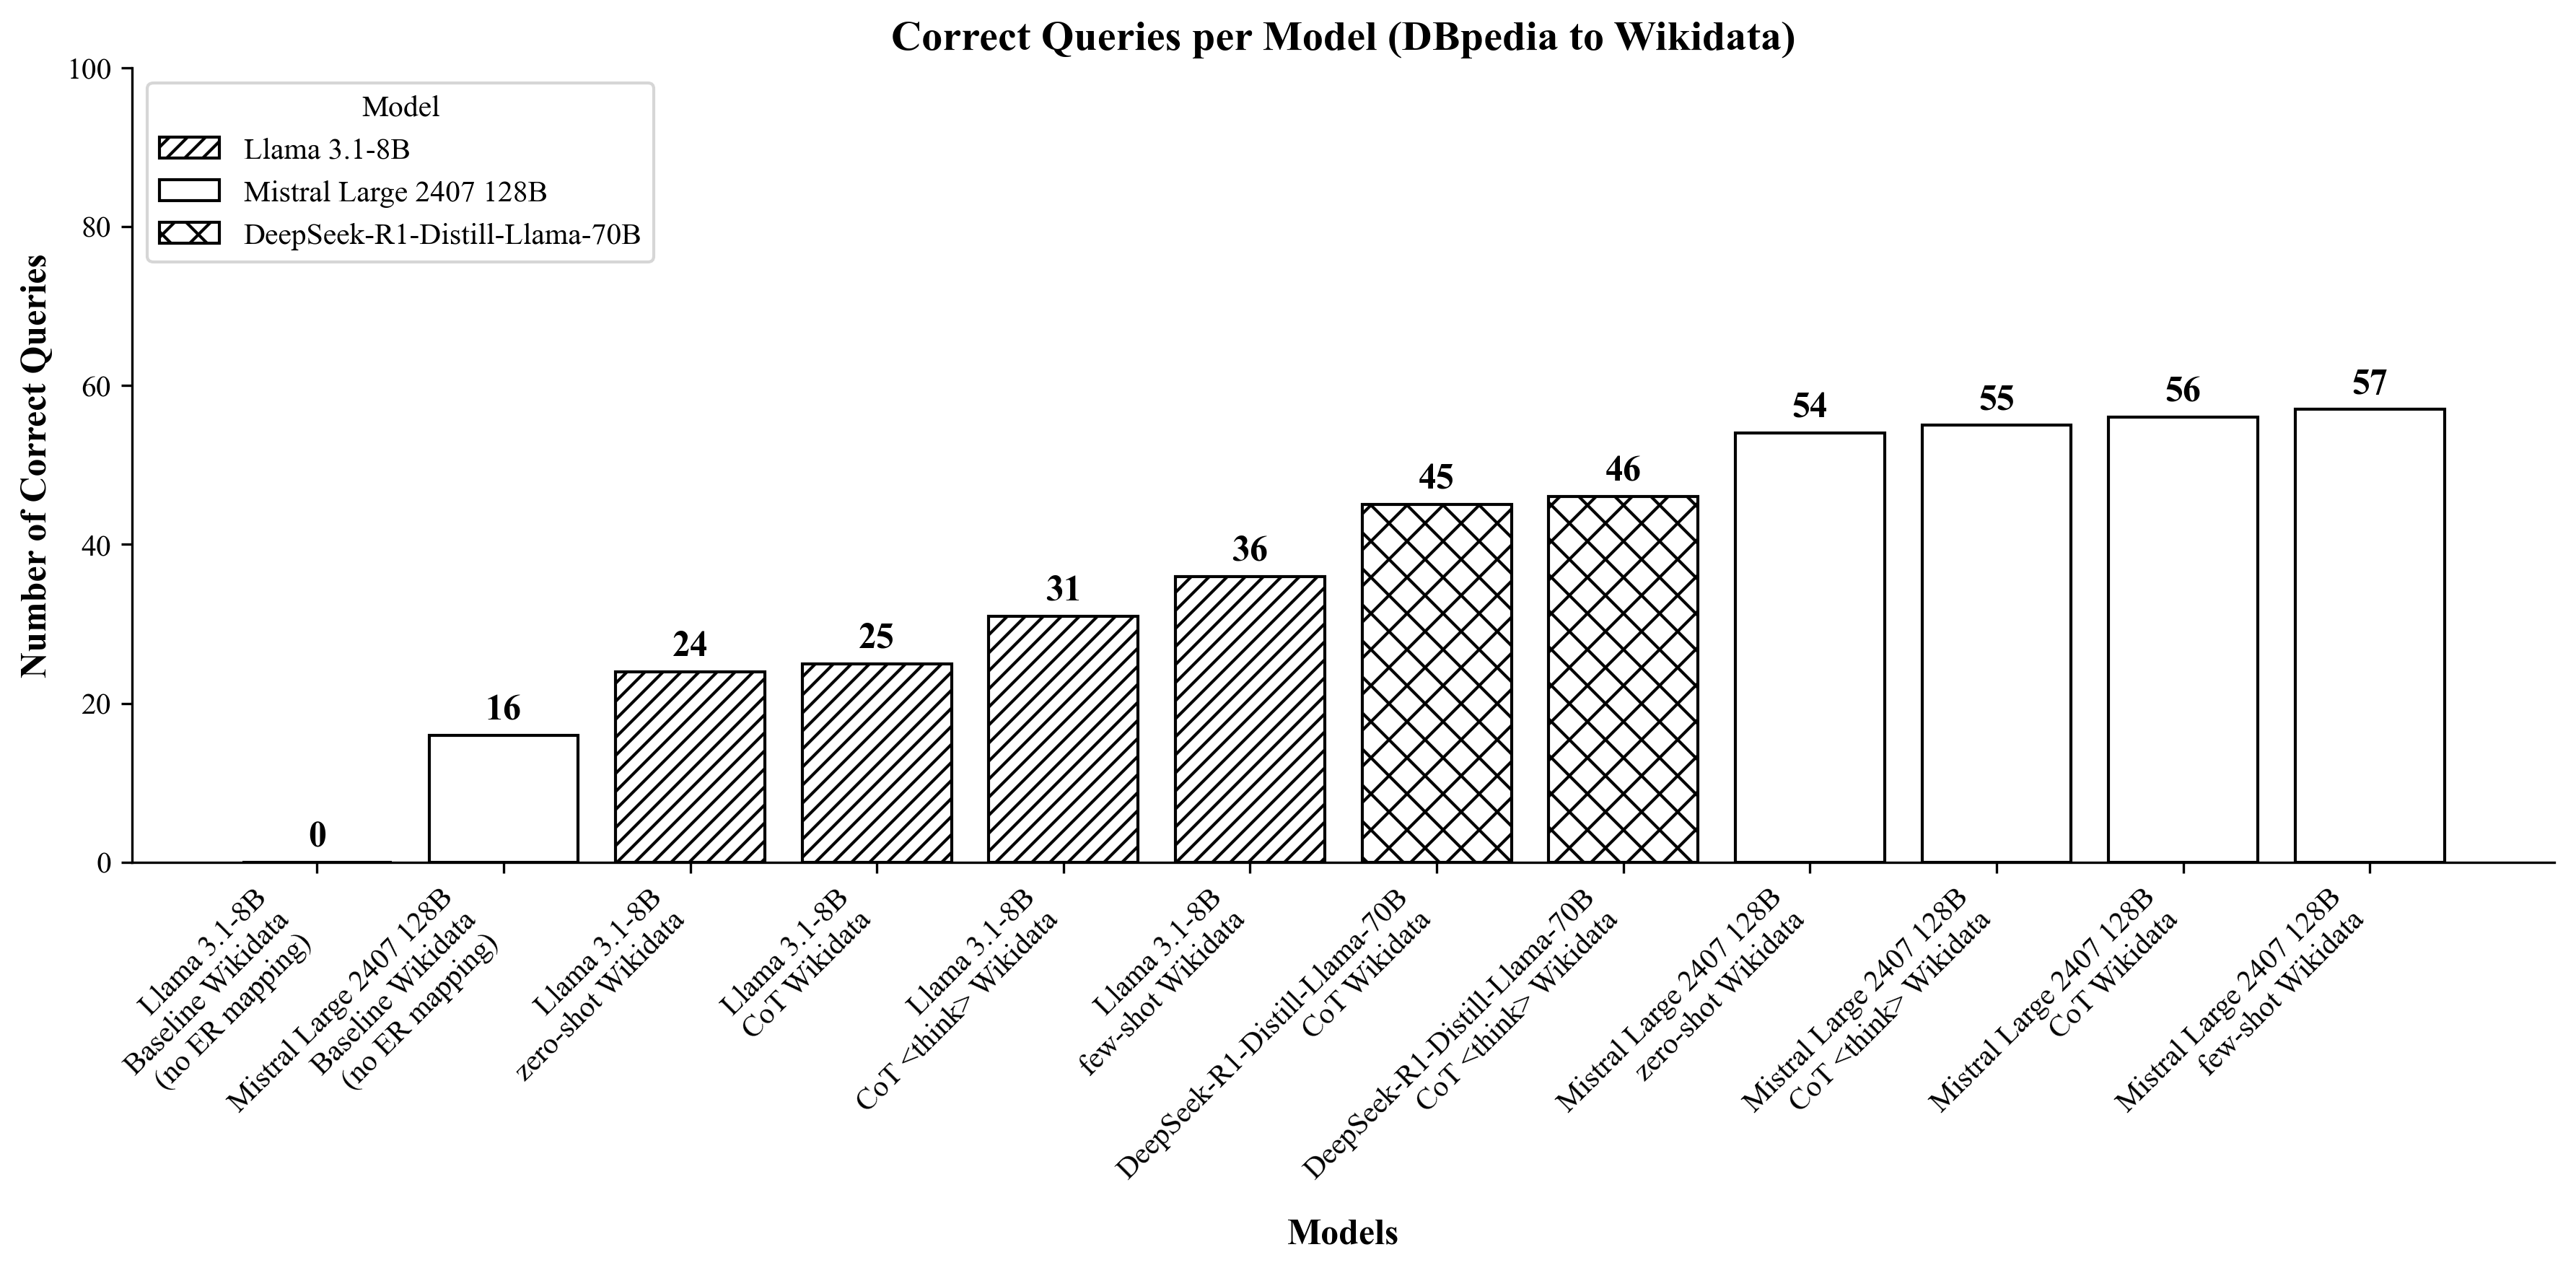 Correct Queries per Model (DBpedia to Wikidata)
Number of Correct Queries
100
80
60
40
20
0
Model
Llama 3.1-8B
Mistral Large 2407 128B
DeepSeek-R1-Distill-Llama-70B
0
16
24
25
31
36
45
46
54
55
56
57
Llama 3.1-8B
Baseline Wikidata
(no ER mapping)
Mistral Large 2407 128B
Baseline Wikidata
(no ER mapping)
Llama 3.1-8B
zero-shot Wikidata
Llama 3.1-8B
CoT Wikidata
Llama 3.1-8B
CoT <think> Wikidata
Llama 3.1-8B
few-shot Wikidata
DeepSeek-R1-Distill-Llama-70B
CoT Wikidata
DeepSeek-R1-Distill-Llama-70B
CoT <think> Wikidata
Mistral Large 2407 128B
zero-shot Wikidata
Mistral Large 2407 128B
CoT <think> Wikidata
Mistral Large 2407 128B
CoT Wikidata
Mistral Large 2407 128B
few-shot Wikidata
Models